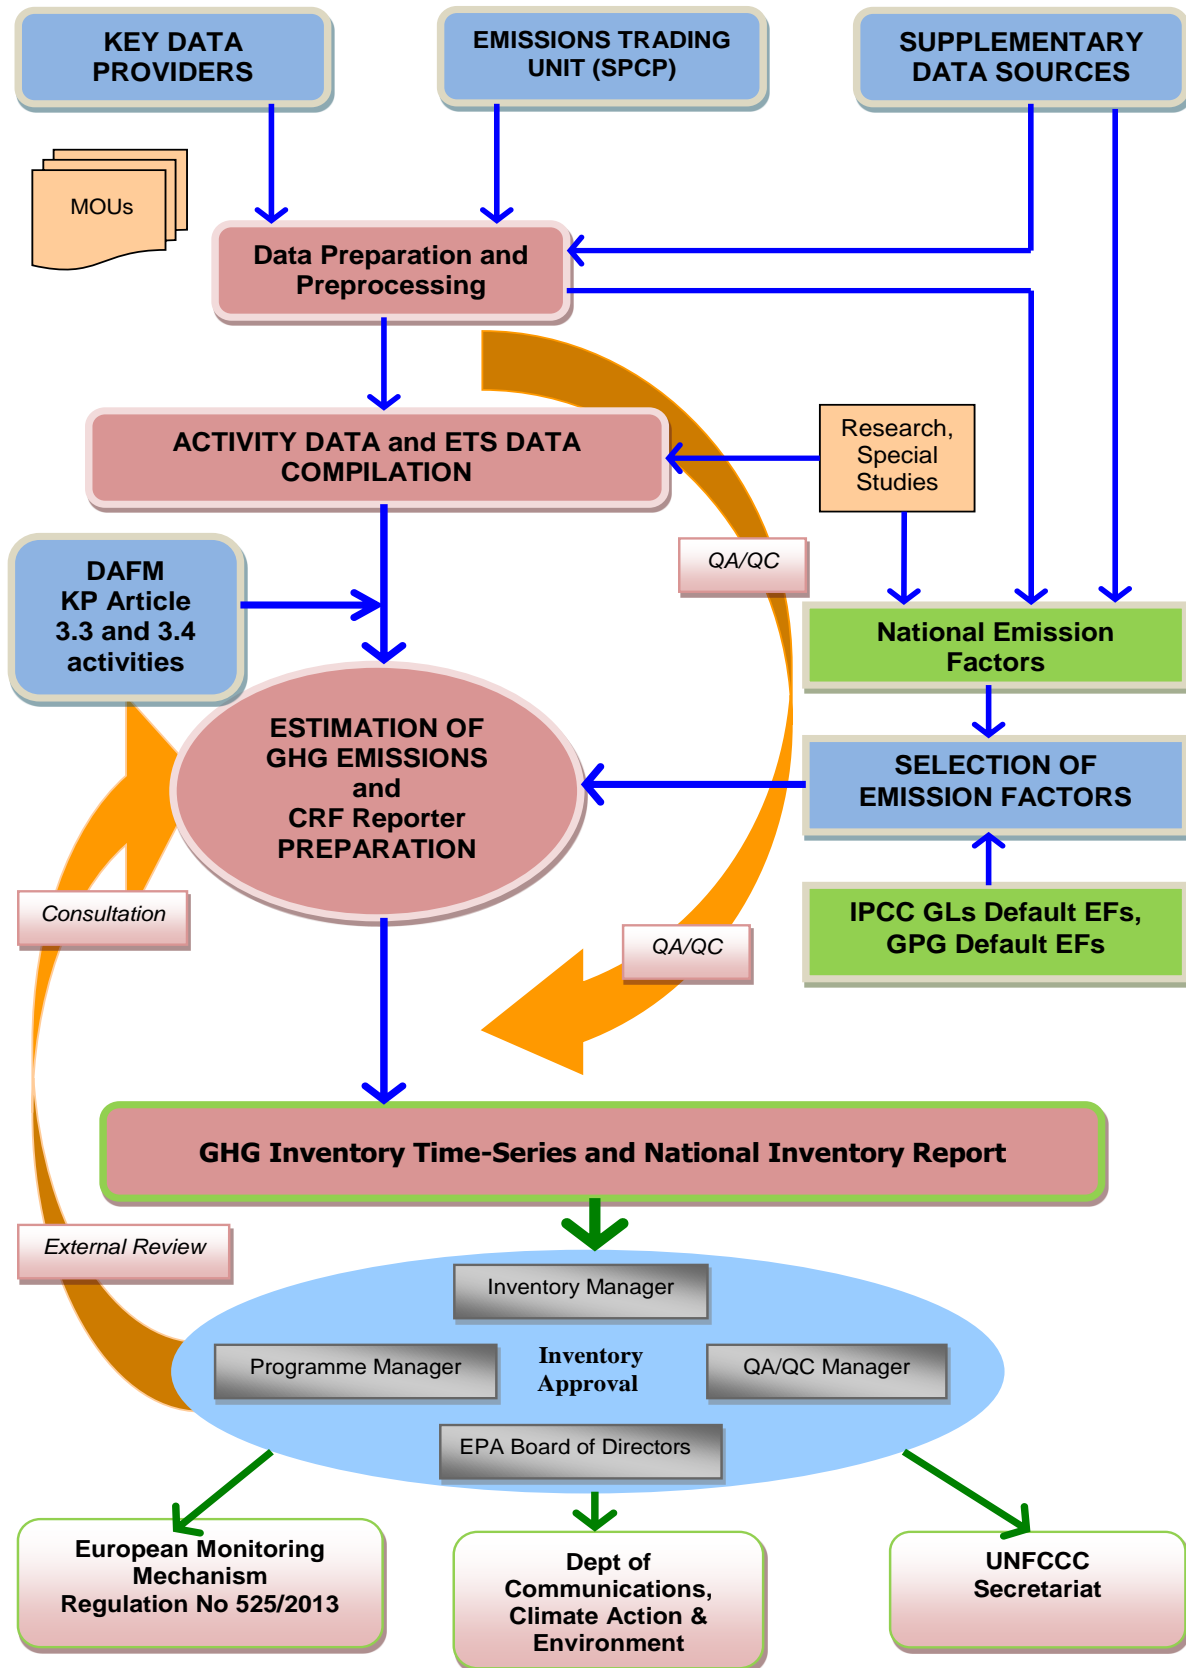 KEY DATA
PROVIDERS
EMISSIONS TRADING
UNIT (SPCP)
SUPPLEMENTARY
DATA SOURCES
MOUs
Data Preparation and
Preprocessing
ACTIVITY DATA and ETS DATA
COMPILATION
Research,
Special
Studies
QA/QC
DAFM
KP Article
3.3 and 3.4
activities
National Emission
Factors
ESTIMATION OF
GHG EMISSIONS
and
CRF Reporter
PREPARATION
SELECTION OF
EMISSION FACTORS
Consultation
QA/QC
IPCC GLs Default EFs,
GPG Default EFs
GHG Inventory Time-Series and National Inventory Report
External Review
Inventory Manager
Programme Manager
Inventory
Approval
QA/QC Manager
EPA Board of Directors
European Monitoring
Mechanism
Regulation No 525/2013
Dept of
Communications,
Climate Action &
Environment
UNFCCC
Secretariat